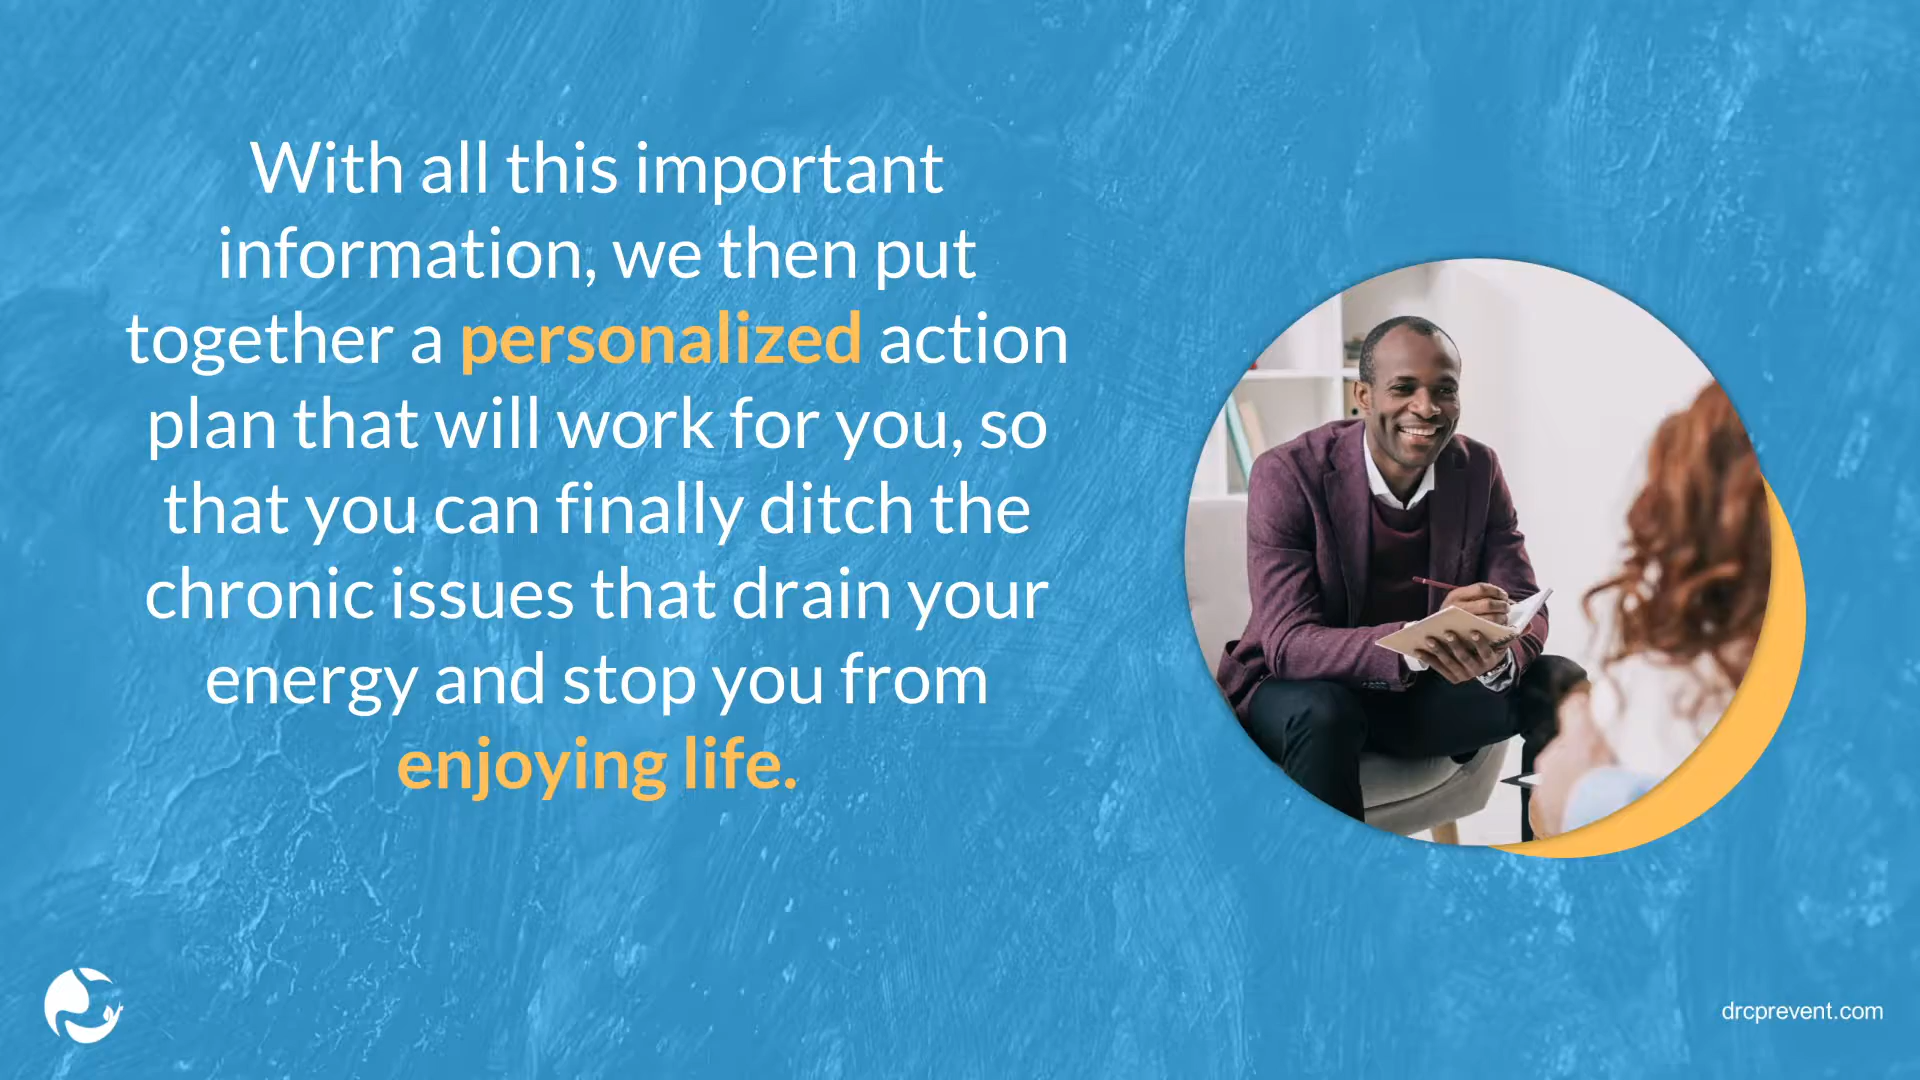 With all this important
information, we then put
together a personalized action
plan that will work for you, so
that you can finally ditch the
chronic issues that drain your
energy and stop you from
enjoying life.
drcprevent.com